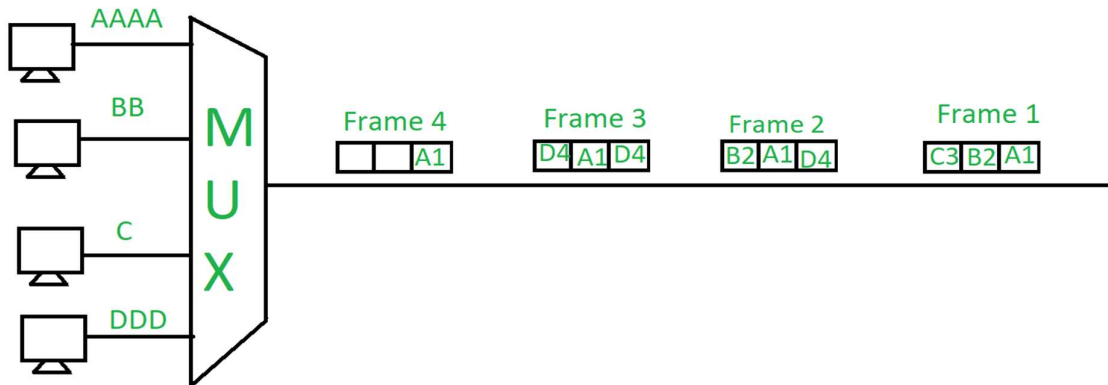 AAAA
BB
C
DDD
M
U
X
Frame 4
A1
Frame 3
D4 A1 D4
Frame 2
B2 A1 D4
Frame 1
C3 B2 A1